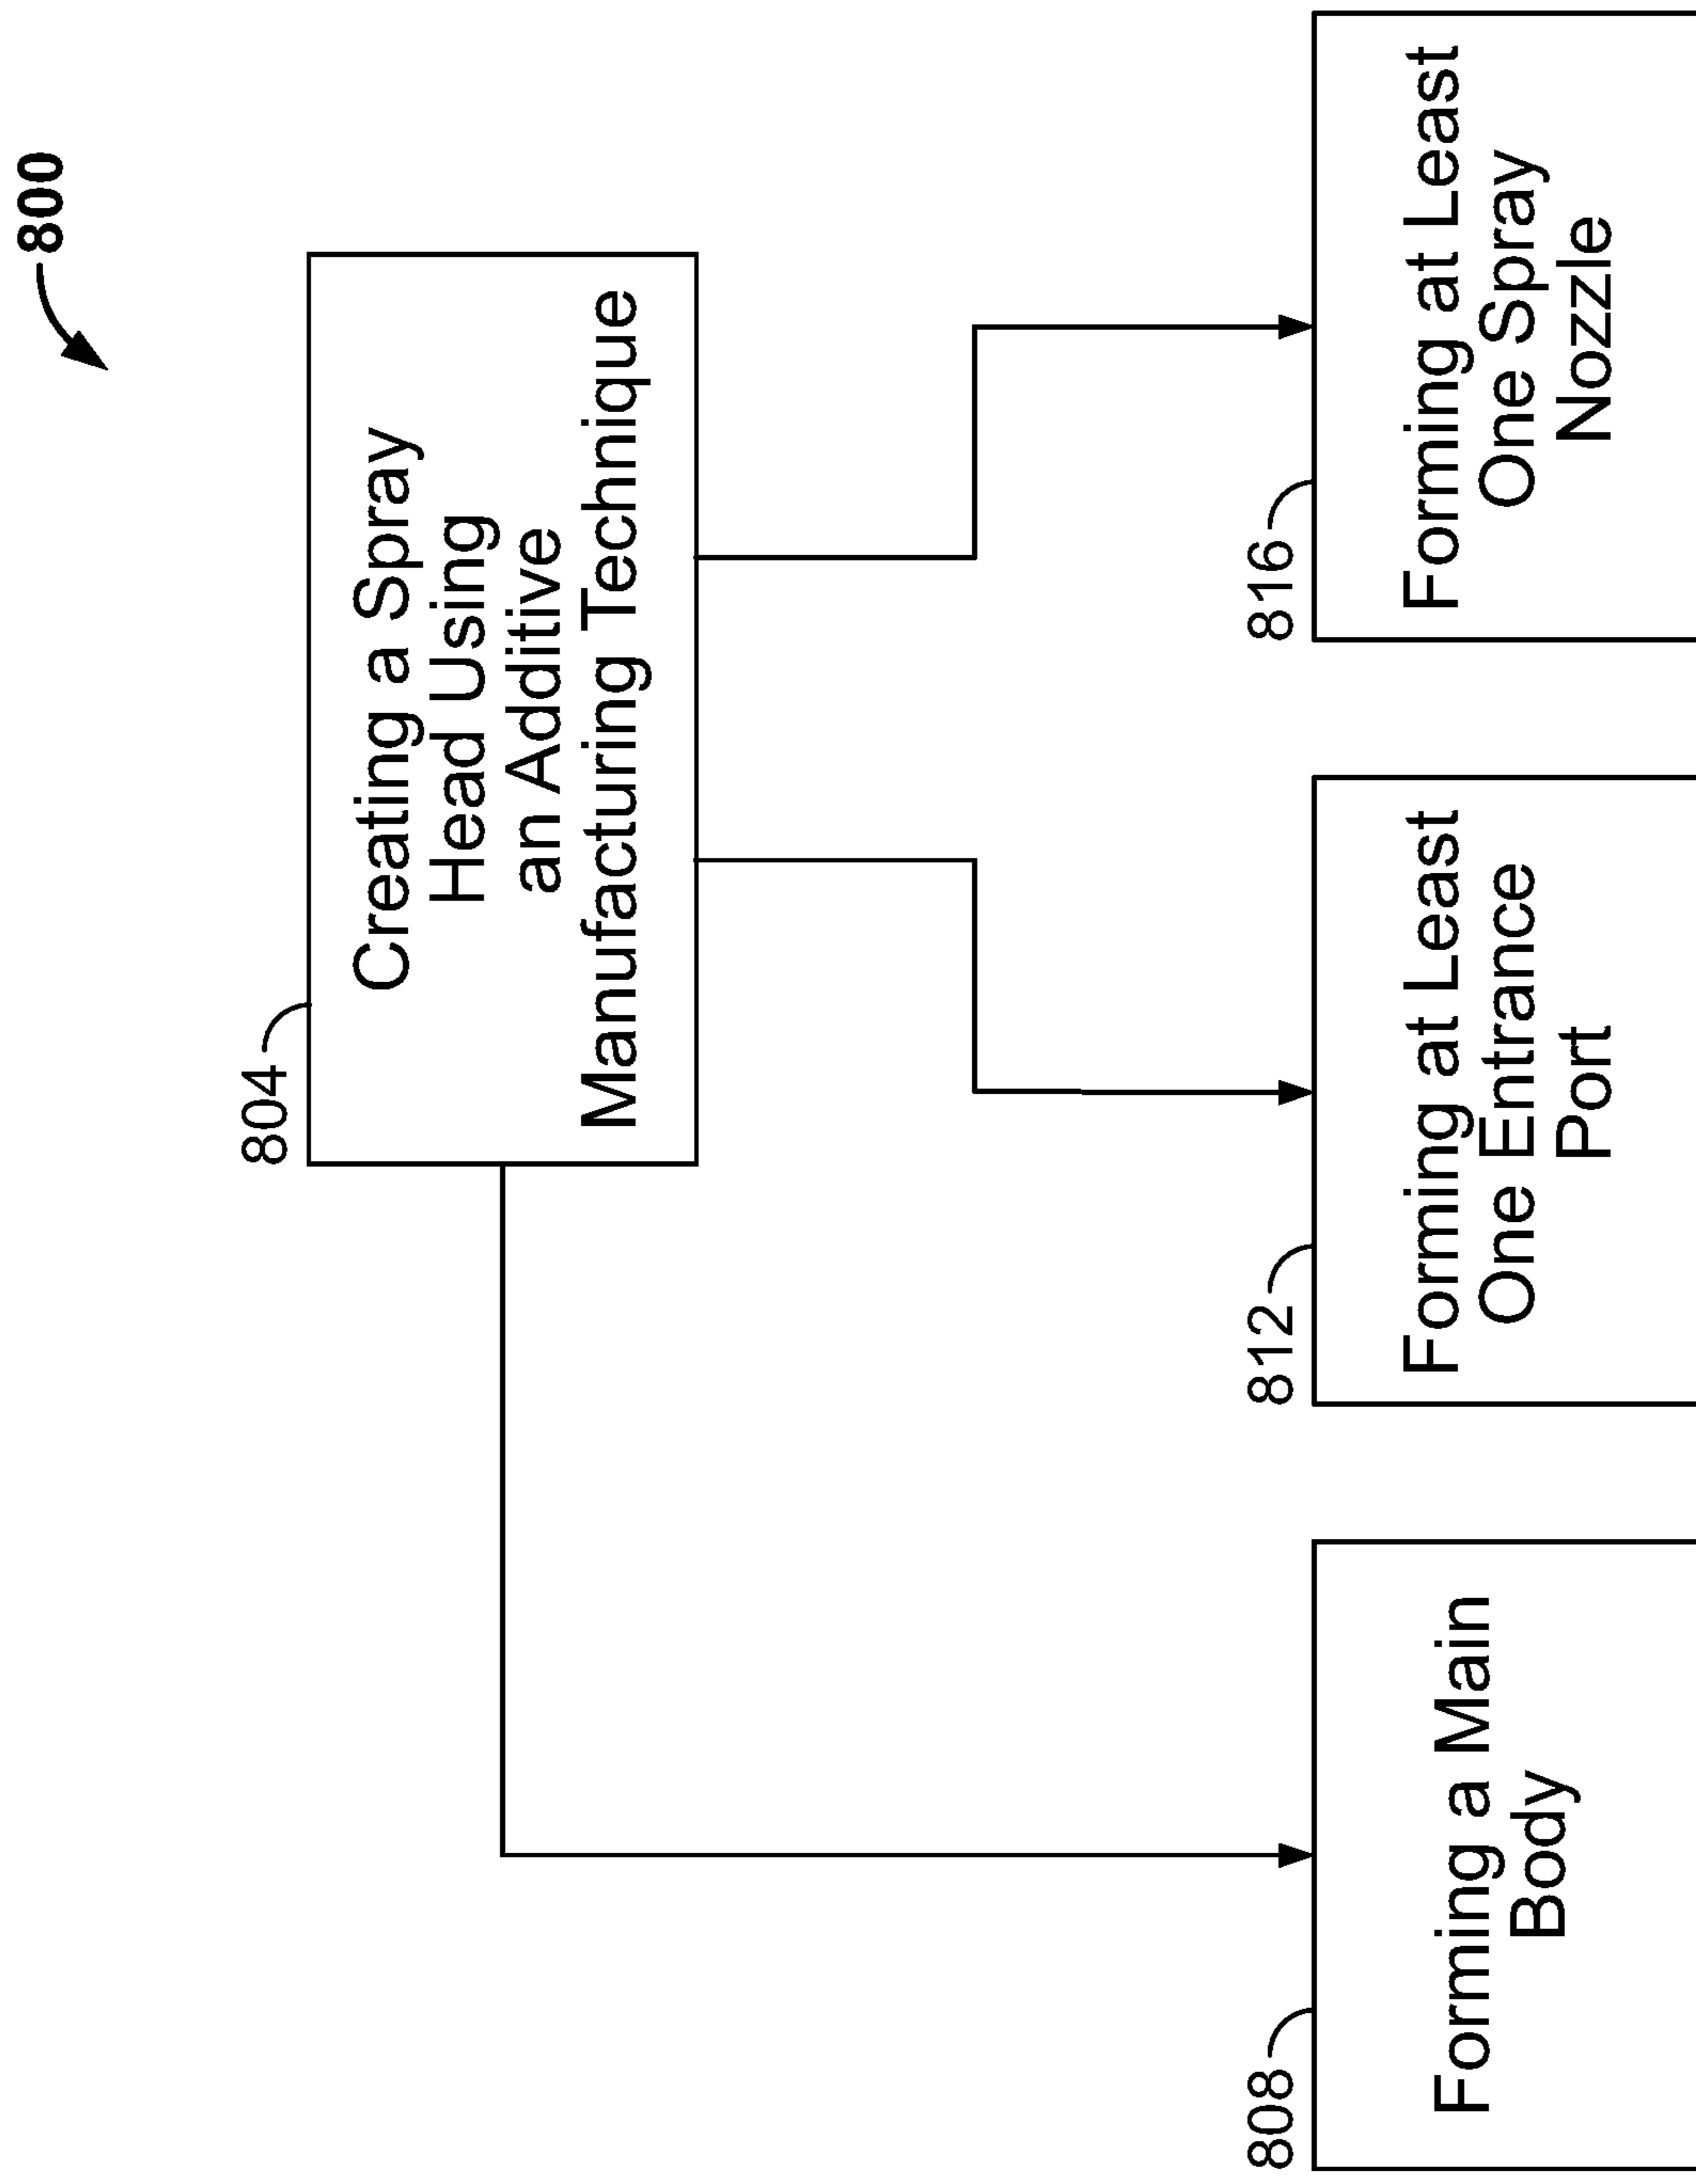 800
804
Creating a Spray
Head Using
an Additive
Manufacturing Technique
808
Forming a Main
Body
812
Forming at Least
One Entrance
Port
816
Forming at Least
One Spray
Nozzle